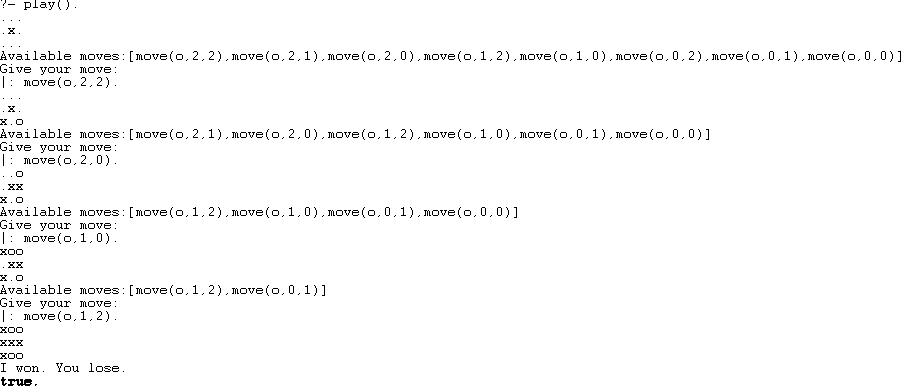 ?- play().
...
.x.
...
Available moves:[move(o,2,2),move(o,2,1),move(o,2,0),move(o,1,2),move(o,1,0),move(o,0,2),move(o,0,1),move(o,0,0)]
Give your move:
|: move(o,2,2).
...
.x.
x.o
Available moves:[move(o,2,1),move(o,2,0),move(o,1,2),move(o,1,0),move(o,0,1),move(o,0,0)]
Give your move:
|: move(o,2,0).
..o
.xx
x.o
Available moves:[move(o,1,2),move(o,1,0),move(o,0,1),move(o,0,0)]
Give your move:
|: move(o,1,0).
xoo
.xx
x.o
Available moves:[move(o,1,2),move(o,0,1)]
Give your move:
|: move(o,1,2).
xoo
xxx
xoo
I won. You lose.
true.